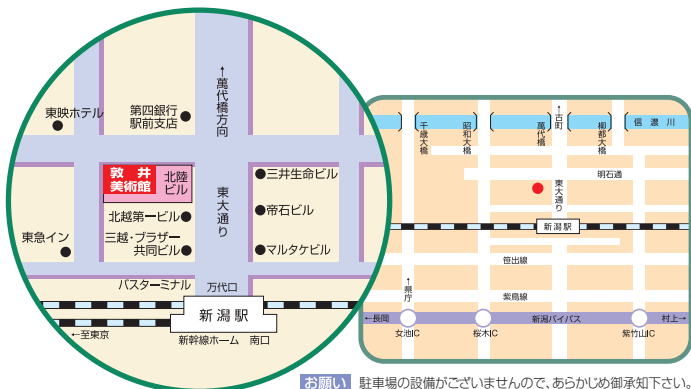 ↑萬代橋方向
東映ホテル
第四銀行
駅前支店
敦井
美術館
北陸
ビル
三井生命ビル
東大通り
北越第一ビル
帝石ビル
東急イン
三越・ブラザー
共同ビル
マルタケビル
バスターミナル
万代口
新潟駅
←至東京
新幹線ホーム 南口
↑古町
千歳大橋
昭和大橋
萬代橋
柳都大橋
信濃川
明石通
東大通り
新潟駅
笹出線
↑県庁
紫鳥線
←長岡
新潟バイパス
村上→
女池IC
桜木IC
紫竹山IC
お願い 駐車場の設備がございませんので、あらかじめ御承知下さい。